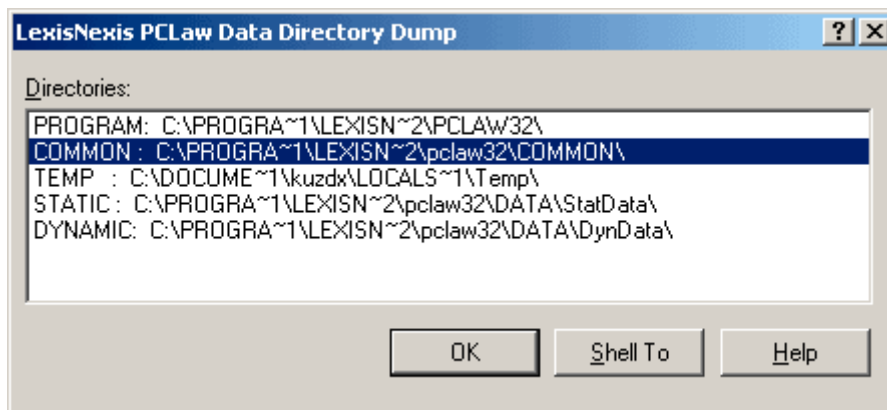 LexisNexis PCLaw Data Directory Dump
Directories:
PROGRAM: C:\PROGRA~1\LEXISN~2\PCLAW32\
COMMON : C:\PROGRA~1\LEXISN~2\pclaw32\COMMON\
TEMP : C:\DOCUME~1\kuzdx\LOCALS~1\Temp\
STATIC : C:\PROGRA~1\LEXISN~2\pclaw32\DATA\StatData\
DYNAMIC: C:\PROGRA~1\LEXISN~2\pclaw32\DATA\DynData\
OK Shell To Help